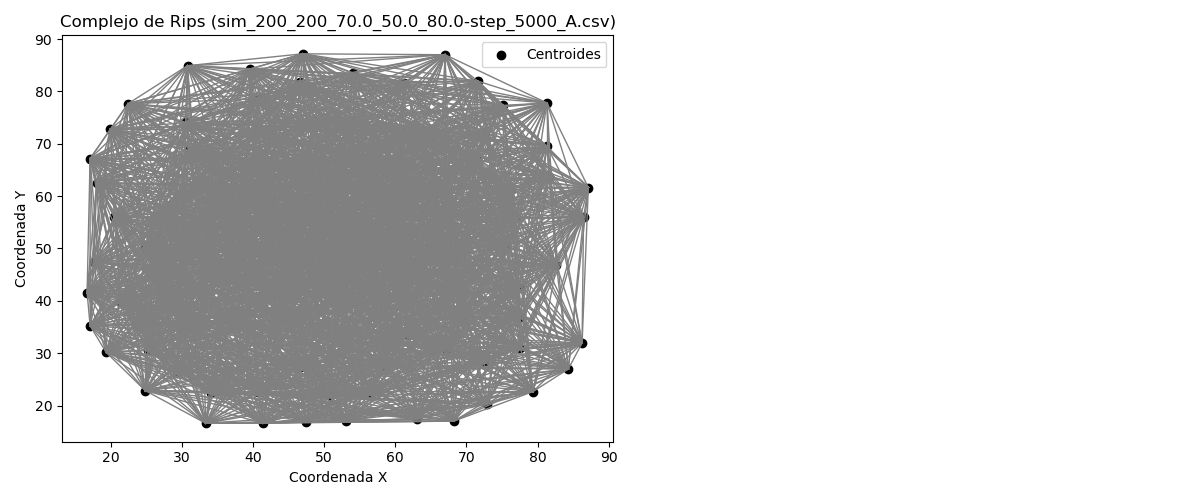 Complejo de Rips (sim_200_200_70.0_50.0_80.0-step_5000_A.csv)
90
80
70
60
50
40
30
20
Coordenada Y
Centroides
20 30 40 50 60 70 80 90
Coordenada X